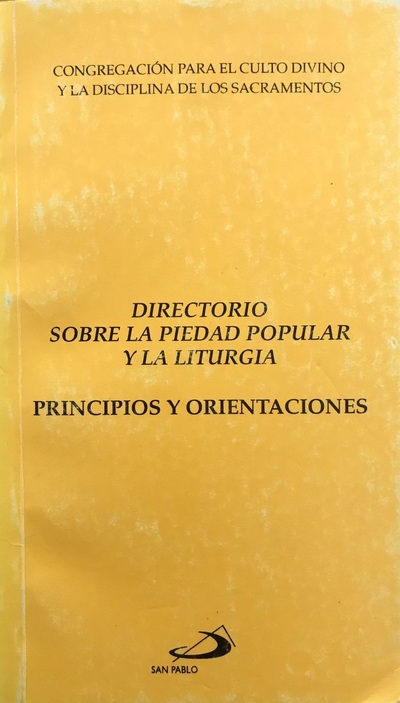 CONGREGACIÓN PARA EL CULTO DIVINO
Y LA DISCIPLINA DE LOS SACRAMENTOS
DIRECTORIO
SOBRE LA PIEDAD POPULAR
Y LA LITURGIA
PRINCIPIOS Y ORIENTACIONES
SAN PABLO